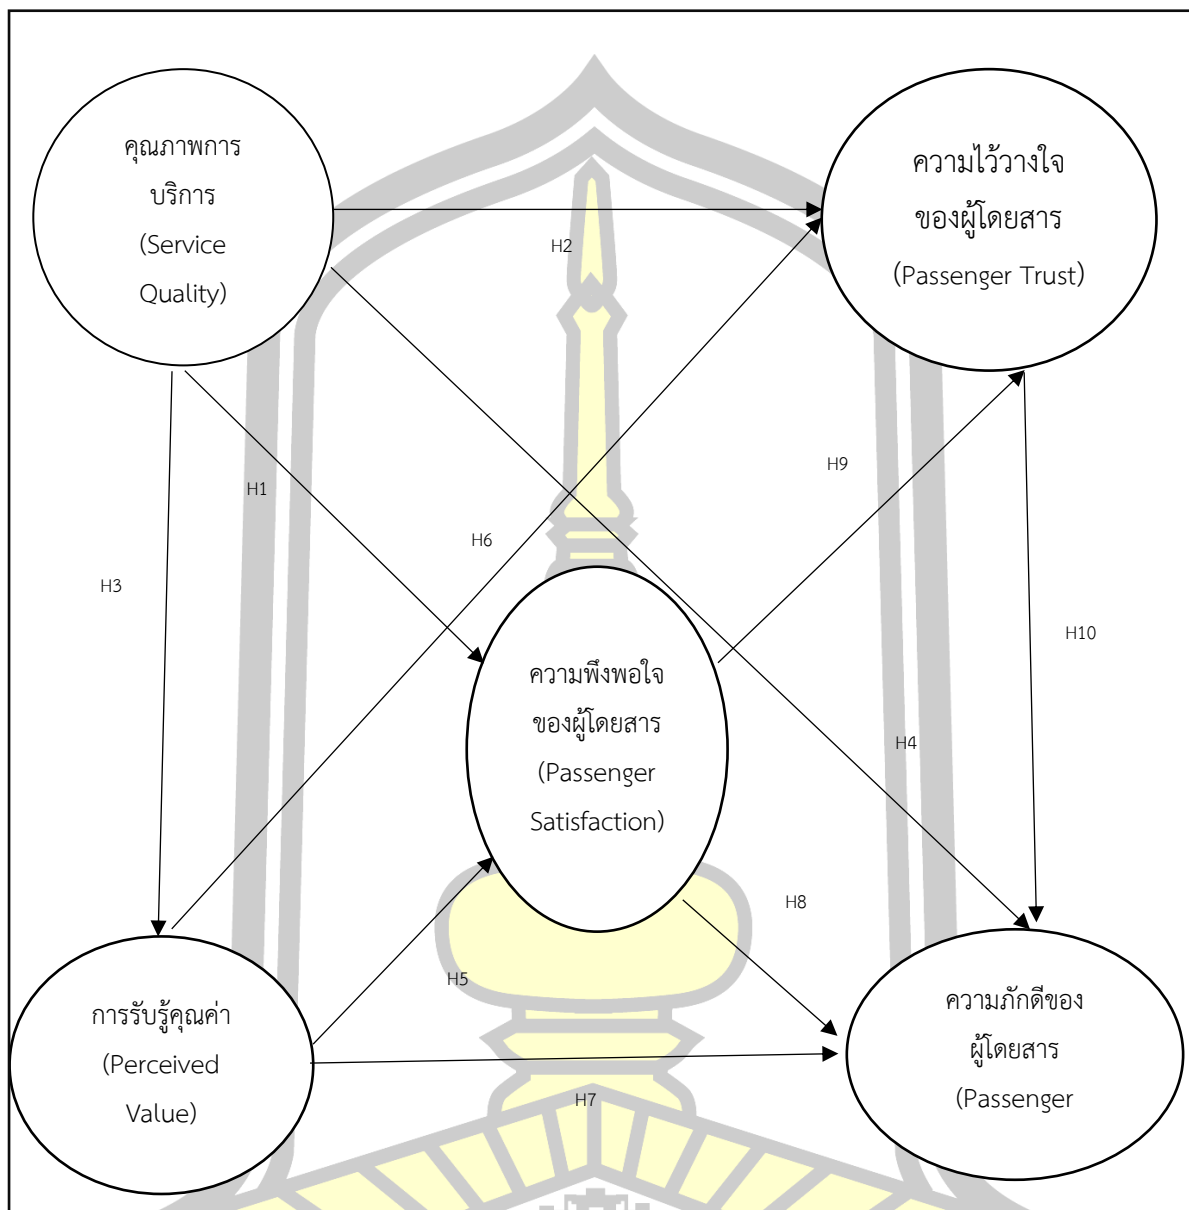 คุณภาพการ
บริการ
(Service
Quality)
ความไว้วางใจ
ของผู้โดยสาร
(Passenger Trust)
H2
H9
H1
H6
H3
H10
ความพึงพอใจ
ของผู้โดยสาร
(Passenger
Satisfaction)
H4
H8
H5
การรับรู้คุณค่า
(Perceived
Value)
ความภักดีของ
ผู้โดยสาร
(Passenger
H7